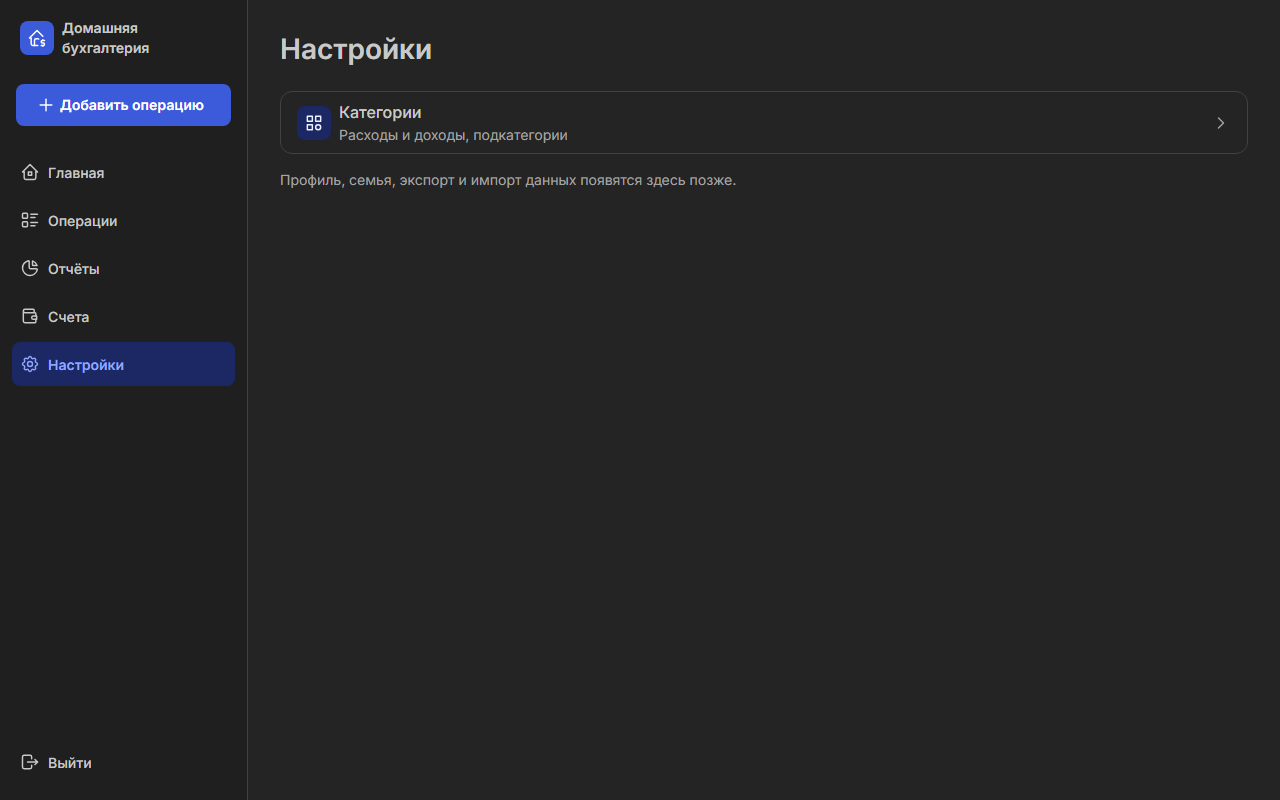 Домашняя
бухгалтерия
Добавить операцию
Главная
Операции
Отчёты
Счета
Настройки
Выйти
Настройки
Категории
Расходы и доходы, подкатегории
Профиль, семья, экспорт и импорт данных появятся здесь позже.